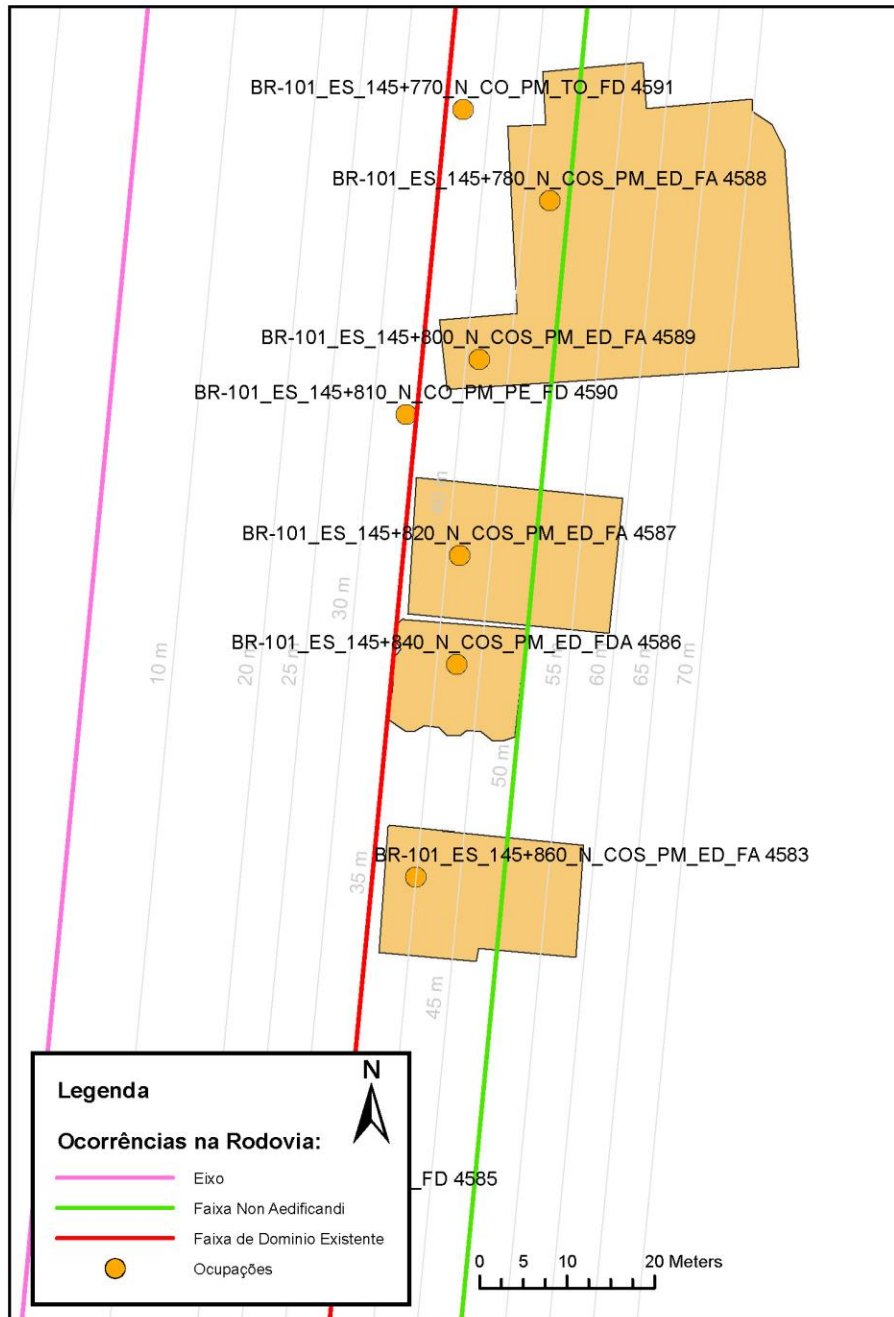 BR-101_ES_145+770_N_CO_PM_TO_FD 4591
BR-101_ES_145+780_N_COS_PM_ED_FA 4588
BR-101_ES_145+800_N_COS_PM_ED_FA 4589
BR-101_ES_145+810_N_CO_PM_PE_FD 4590
40 m
BR-101_ES_145+820_N_COS_PM_ED_FA 4587
30 m
BR-101_ES_145+840_N_COS_PM_ED_FDA 4586
10 m
20 m
25 m
55 m
60 m
65 m
70 m
50 m
BR-101_ES_145+860_N_COS_PM_ED_FA 4583
35 m
45 m
N
Legenda
Ocorrências na Rodovia:
Eixo
_FD 4585
Faixa Non Aedificandi
Faixa de Dominio Existente
Ocupações
0 5 10 20 Meters